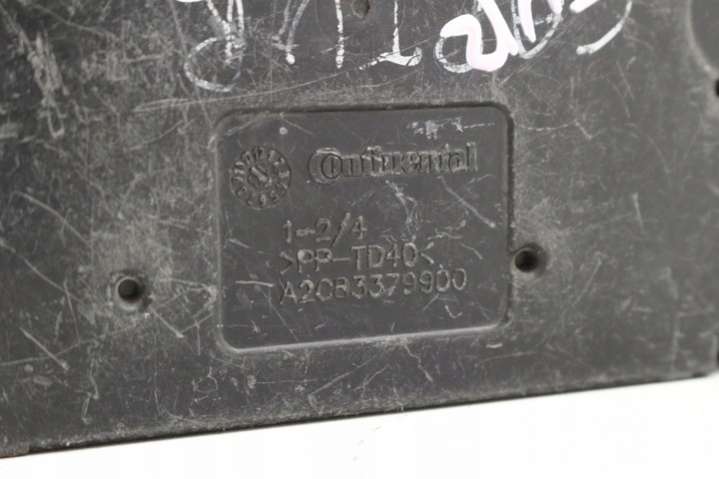 Continental
1-2/4
>PP-TD40<
A2C83379900